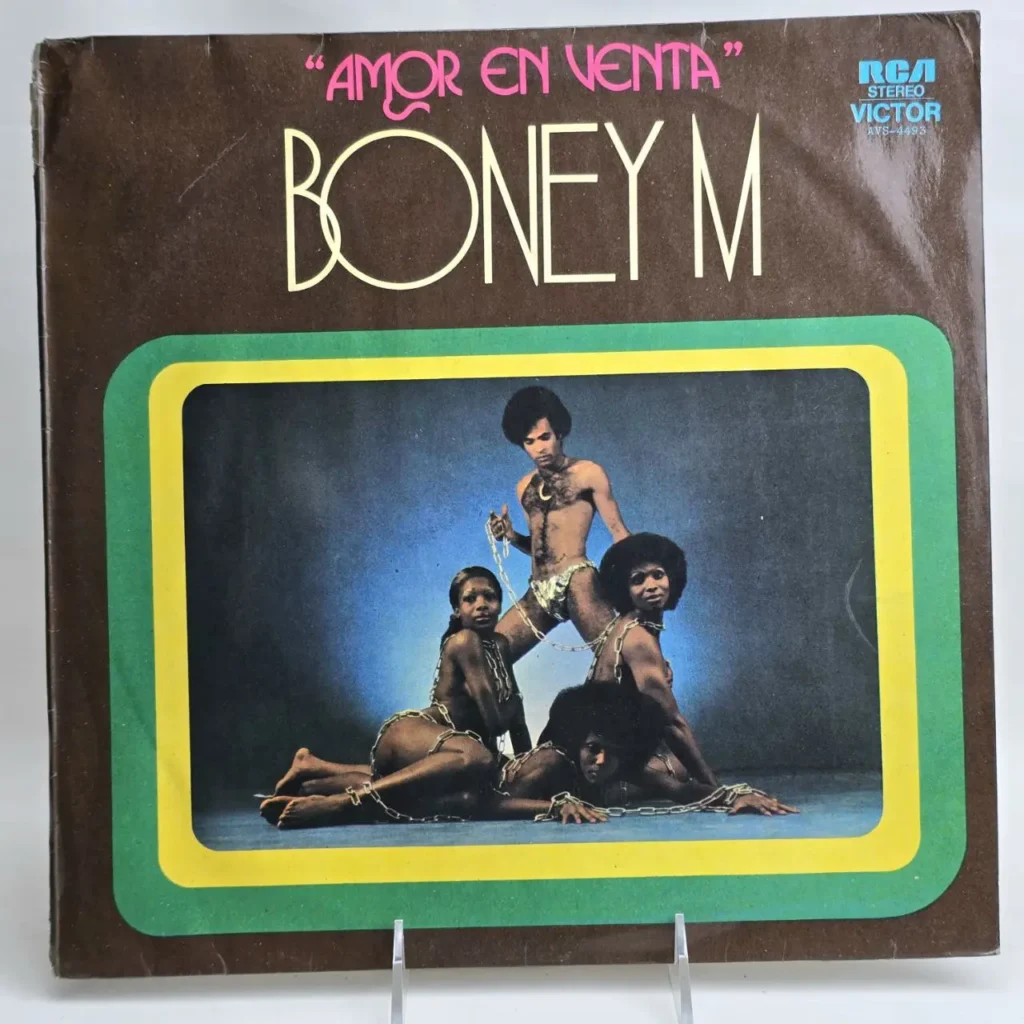 “AMOR EN VENTA”
BONEY M
RCA
STEREO
VICTOR
AVS-4493